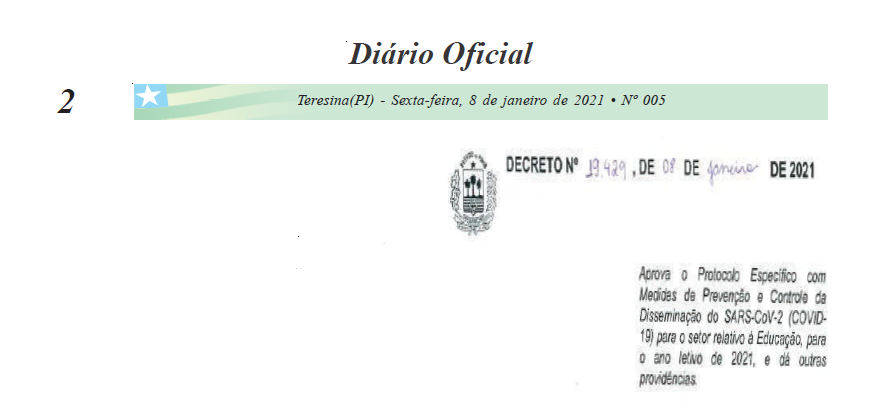 Diário Oficial
2
Teresina(PI) - Sexta-feira, 8 de janeiro de 2021 • Nº 005
DECRETO Nº 19.429, DE 08 DE janeiro DE 2021
Aprova o Protocolo Específico com
Medidas de Prevenção e Controle da
Disseminação do SARS-CoV-2 (COVID-
19) para o setor relativo à Educação, para
o ano letivo de 2021, e dá outras
providências.